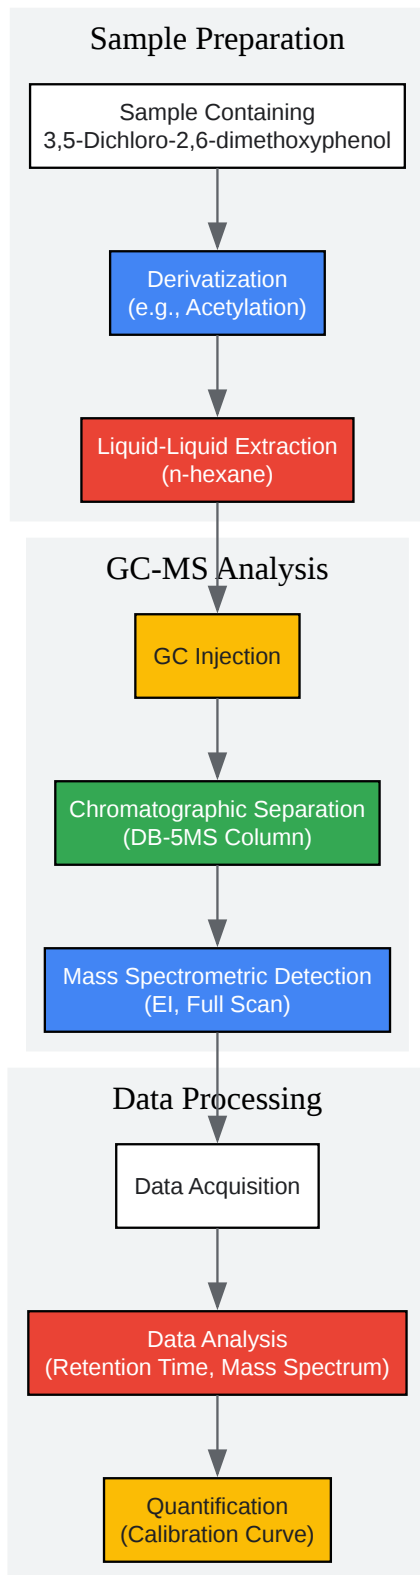 Sample Preparation
Sample Containing
3,5-Dichloro-2,6-dimethoxyphenol
Derivatization
(e.g., Acetylation)
Liquid-Liquid Extraction
(n-hexane)
GC-MS Analysis
GC Injection
Chromatographic Separation
(DB-5MS Column)
Mass Spectrometric Detection
(EI, Full Scan)
Data Processing
Data Acquisition
Data Analysis
(Retention Time, Mass Spectrum)
Quantification
(Calibration Curve)